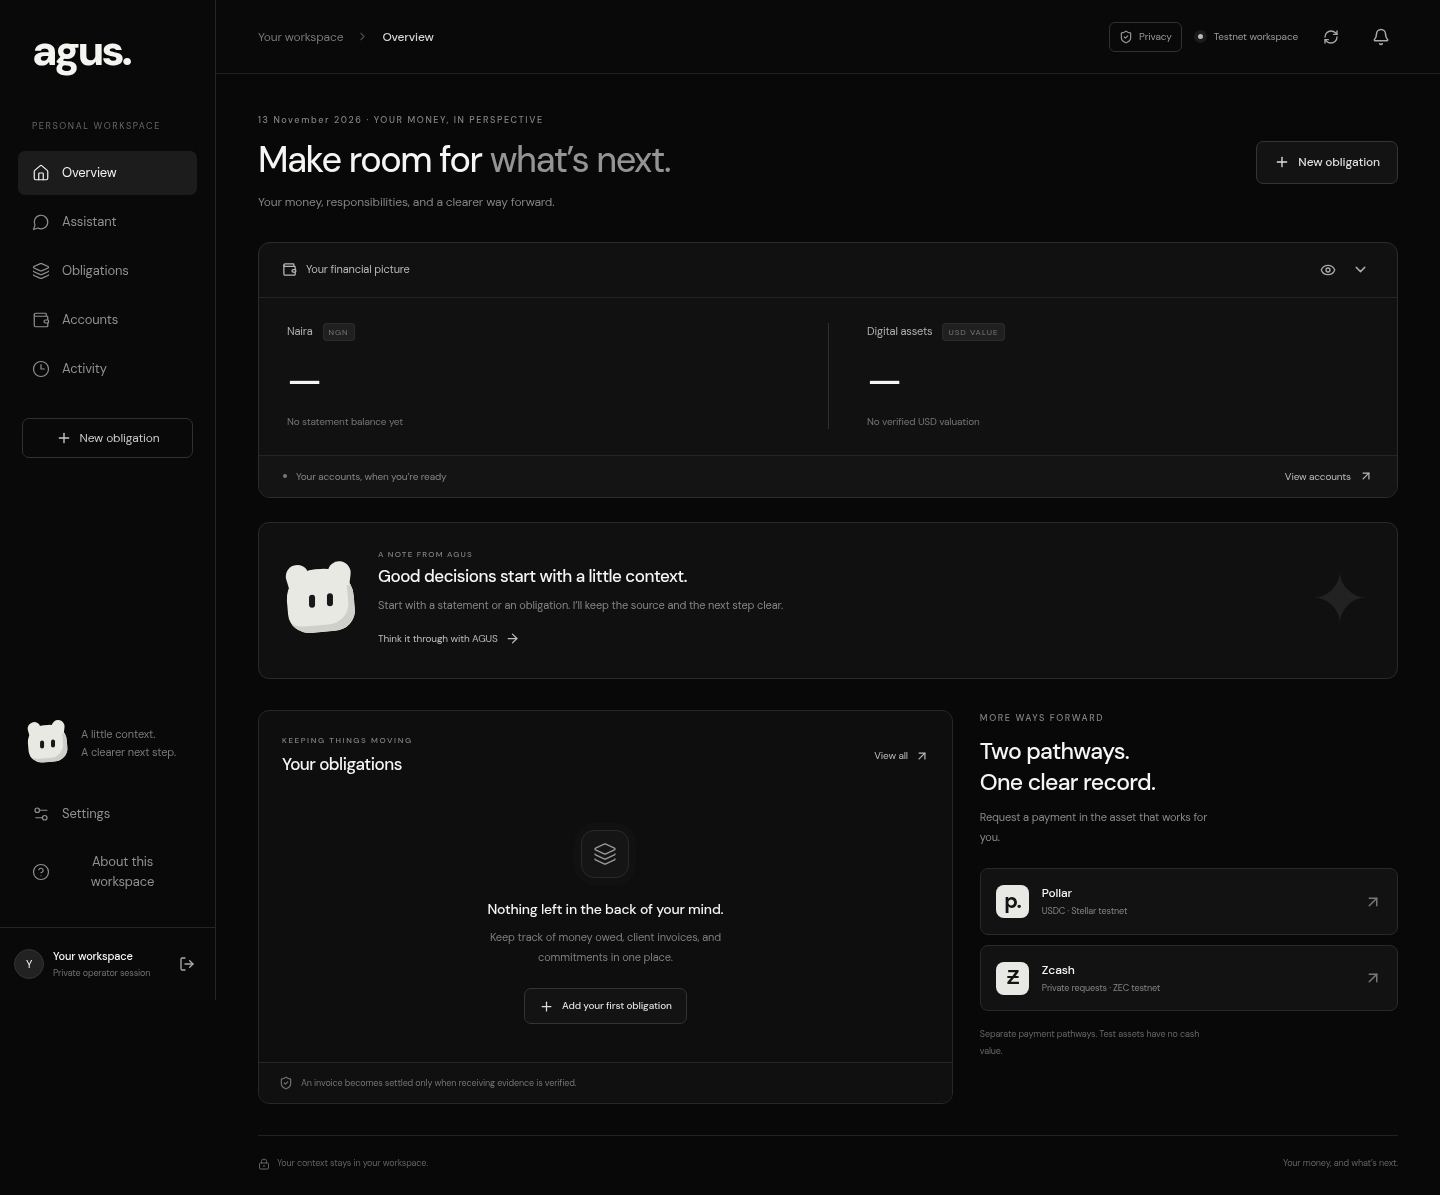 agus.
PERSONAL WORKSPACE
Overview
Assistant
Obligations
Accounts
Activity
New obligation
A little context.
A clearer next step.
Settings
About this
workspace
Y
Your workspace
Private operator session
Your workspace > Overview
Privacy
Testnet workspace
13 November 2026 · YOUR MONEY, IN PERSPECTIVE
Make room for what’s next.
Your money, responsibilities, and a clearer way forward.
New obligation
Your financial picture
Naira NGN
—
No statement balance yet
Digital assets USD VALUE
—
No verified USD valuation
Your accounts, when you’re ready
View accounts
A NOTE FROM AGUS
Good decisions start with a little context.
Start with a statement or an obligation. I’ll keep the source and the next step clear.
Think it through with AGUS
KEEPING THINGS MOVING
Your obligations
View all
Nothing left in the back of your mind.
Keep track of money owed, client invoices, and
commitments in one place.
Add your first obligation
An invoice becomes settled only when receiving evidence is verified.
MORE WAYS FORWARD
Two pathways.
One clear record.
Request a payment in the asset that works for
you.
p.
Pollar
USDC · Stellar testnet
Zcash
Private requests · ZEC testnet
Separate payment pathways. Test assets have no cash
value.
Your context stays in your workspace.
Your money, and what’s next.